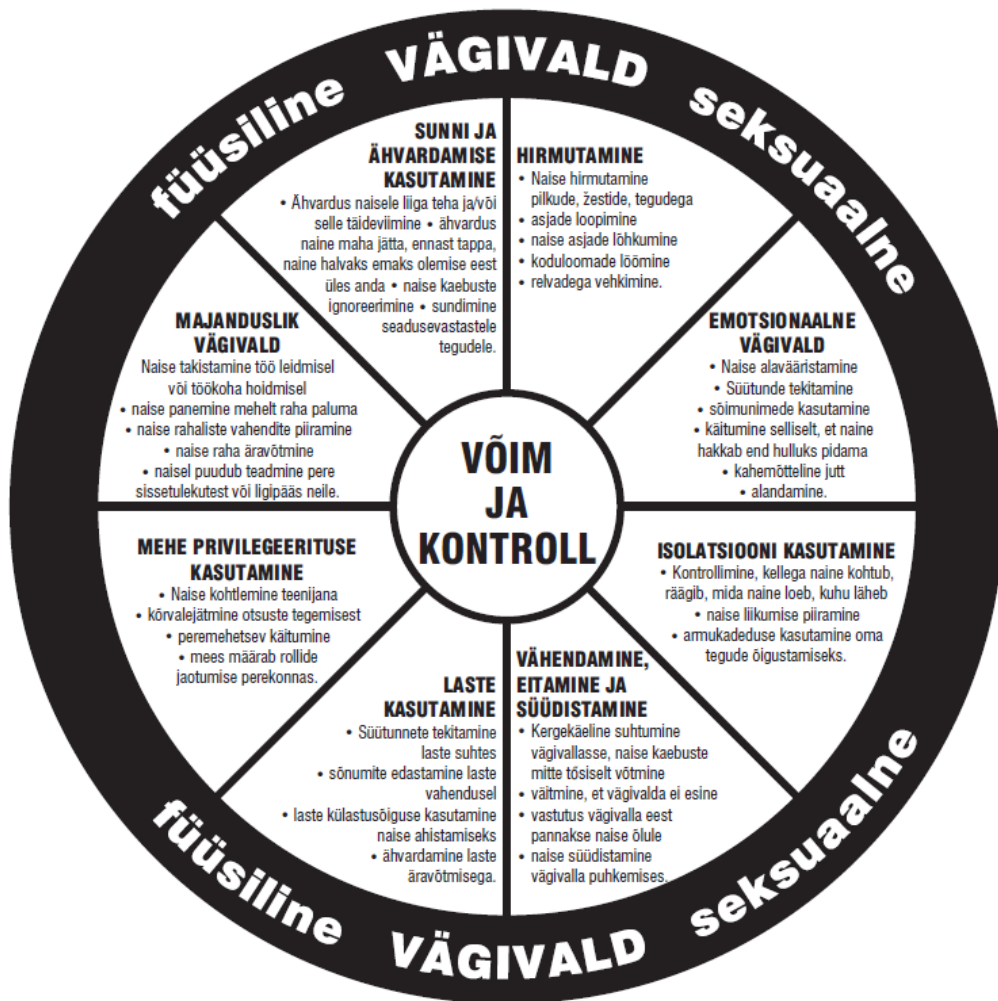 füüsiline VÄGIVALD seksuaalne
SUNNI JA
ÄHVARDAMISE
KASUTAMINE
• Ähvardus naisele liiga teha ja/või
selle täideviimine • ähvardus
naine maha jätta, ennast tappa,
naine halvaks emaks olemise eest
üles anda • naise kaebuste
ignoreerimine • sundimine
seadusevastastele
tegudele.
HIRMUTAMINE
• Naise hirmutamine
pilkude, žestide, tegudega
• asjade loopimine
• naise asjade lõhkumine
• koduloomade löömine
• relvadega vehkimine.
MAJANDUSLIK
VÄGIVALD
Naise takistamine töö leidmisel
või töökoha hoidmisel
• naise panemine mehelt raha paluma
• naise rahaliste vahendite piiramine
• naise raha äravõtmine
• naisel puudub teadmine pere
sissetulekutest või ligipääs neile.
EMOTSIONAALNE
VÄGIVALD
• Naise alavääristamine
• Süütunde tekitamine
• sõimunimede kasutamine
• käitumine selliselt, et naine
hakkab end hulluks pidama
• kahemõtteline jutt
• alandamine.
VÕIM
JA
KONTROLL
MEHE PRIVILEGEERITUSE
KASUTAMINE
• Naise kohtlemine teenijana
• kõrvalejätmine otsuste tegemisest
• peremehetsev käitumine
• mees määrab rollide
jaotumise perekonnas.
ISOLATSIOONI KASUTAMINE
• Kontrollimine, kellega naine kohtub,
räägib, mida naine loeb, kuhu läheb
• naise liikumise piiramine
• armukadeduse kasutamine oma
tegude õigustamiseks.
LASTE
KASUTAMINE
• Süütunnete tekitamine
laste suhtes
• sõnumite edastamine laste
vahendusel
• laste külastusõiguse kasutamine
naise ahistamiseks
• ähvardamine laste
äravõtmisega.
VÄHENDAMINE,
EITAMINE JA
SÜÜDISTAMINE
• Kergekäeline suhtumine
vägivallasse, naise kaebuste
mitte tõsiselt võtmine
• väitmine, et vägivalda ei esine
• vastutus vägivalla eest
pannakse naise õlule
• naise süüdistamine
vägivalla puhkemises.
füüsiline VÄGIVALD seksuaalne